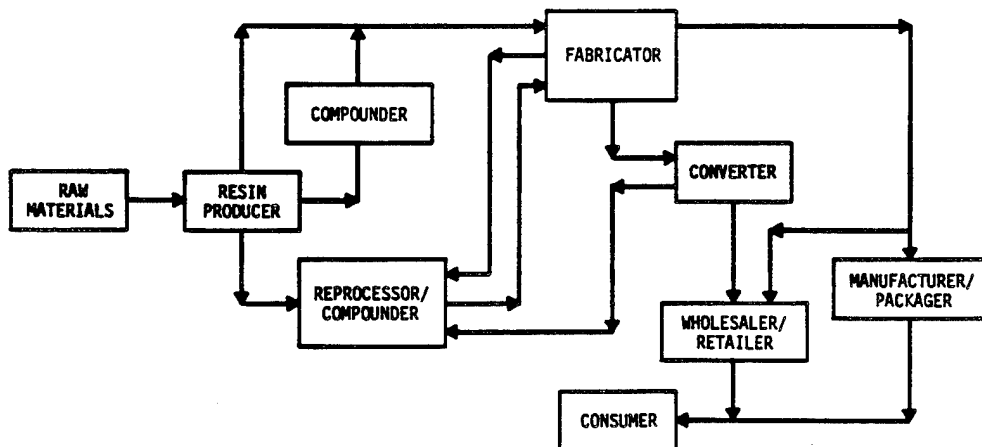 FABRICATOR
COMPOUNDER
CONVERTER
RAW
MATERIALS
RESIN
PRODUCER
REPROCESSOR/
COMPOUNDER
MANUFACTURER/
PACKAGER
WHOLESALER/
RETAILER
CONSUMER